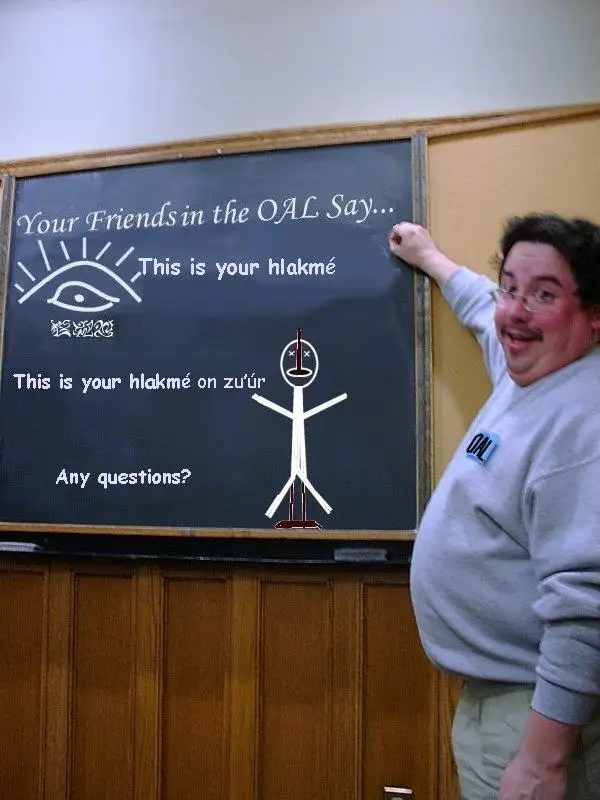 Your Friends in the OAL Say...
This is your hlakmé
This is your hlakmé on zu'úr
Any questions?
OAL